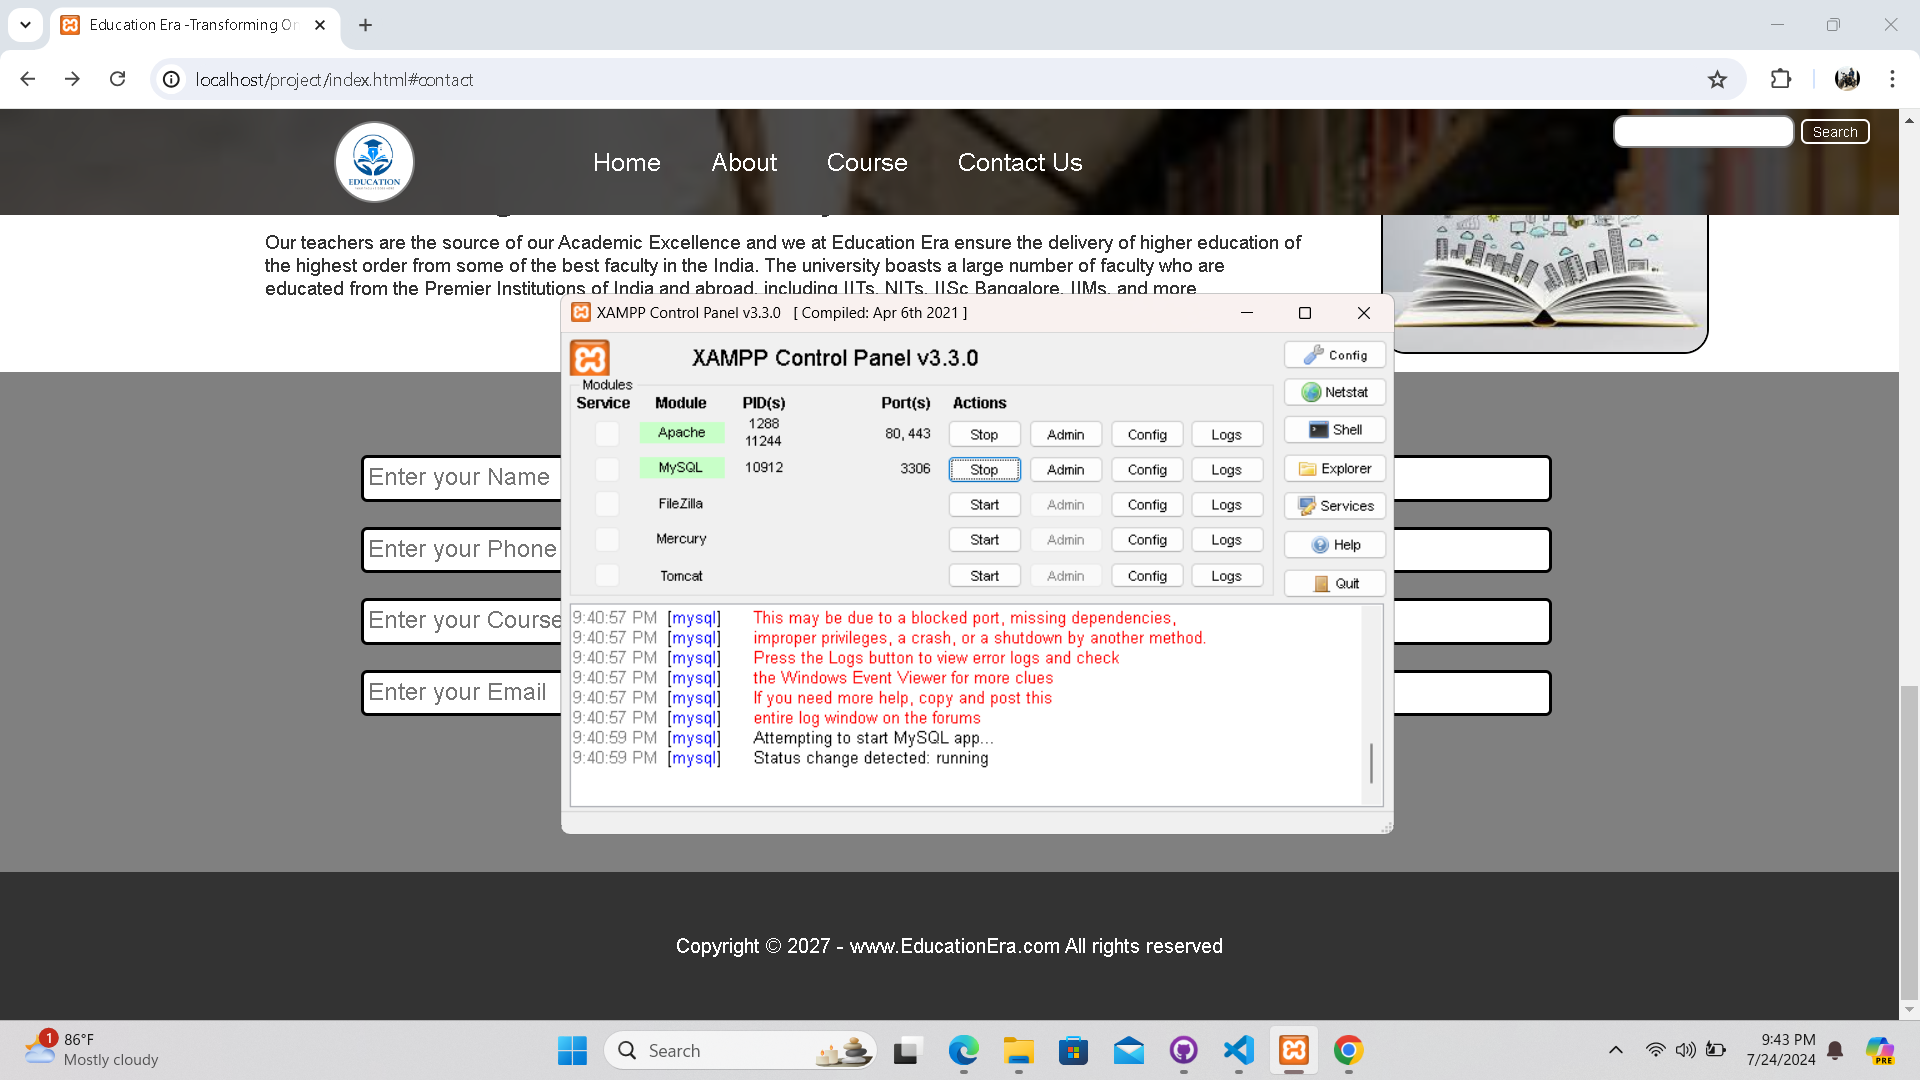 Education Era -Transforming Or
localhost/project/index.html#contact
EDUCATION
Home
About
Course
Contact Us
Search
Our teachers are the source of our Academic Excellence and we at Education Era ensure the delivery of higher education of
the highest order from some of the best faculty in the India. The university boasts a large number of faculty who are
educated from the Premier Institutions of India and abroad, including IITs, NITs, IISc Bangalore, IIMs, and more
XAMPP Control Panel v3.3.0 [ Compiled: Apr 6th 2021 ]
XAMPP Control Panel v3.3.0
Config
Modules
Netstat
Service Module PID(s) Port(s) Actions
Apache 1288 11244 80, 443 Stop Admin Config Logs
Shell
MySQL 10912 3306 Stop Admin Config Logs
Explorer
FileZilla Start Admin Config Logs
Services
Mercury Start Admin Config Logs
Help
Tomcat Start Admin Config Logs
Quit
9:40:57 PM [mysql] This may be due to a blocked port, missing dependencies,
9:40:57 PM [mysql] improper privileges, a crash, or a shutdown by another method.
9:40:57 PM [mysql] Press the Logs button to view error logs and check
9:40:57 PM [mysql] the Windows Event Viewer for more clues
9:40:57 PM [mysql] If you need more help, copy and post this
9:40:57 PM [mysql] entire log window on the forums
9:40:59 PM [mysql] Attempting to start MySQL app...
9:40:59 PM [mysql] Status change detected: running
Enter your Name
Enter your Phone
Enter your Course
Enter your Email
Copyright © 2027 - www.EducationEra.com All rights reserved
1
86°F
Mostly cloudy
Search
9:43 PM
7/24/2024
PRE